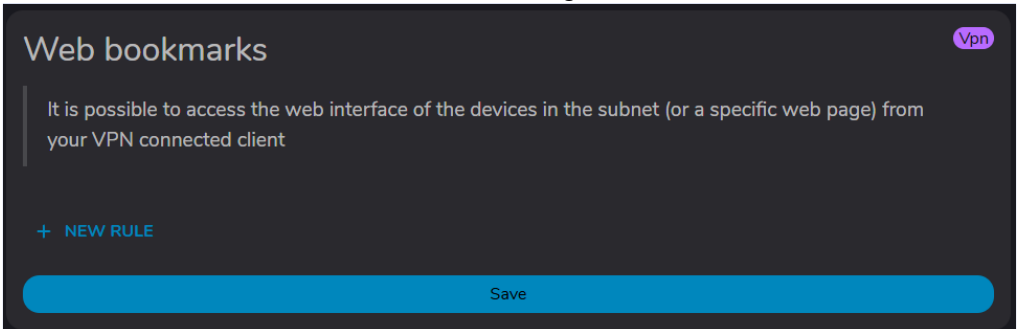 Web bookmarks
Vpn
It is possible to access the web interface of the devices in the subnet (or a specific web page) from
your VPN connected client
+ NEW RULE
Save